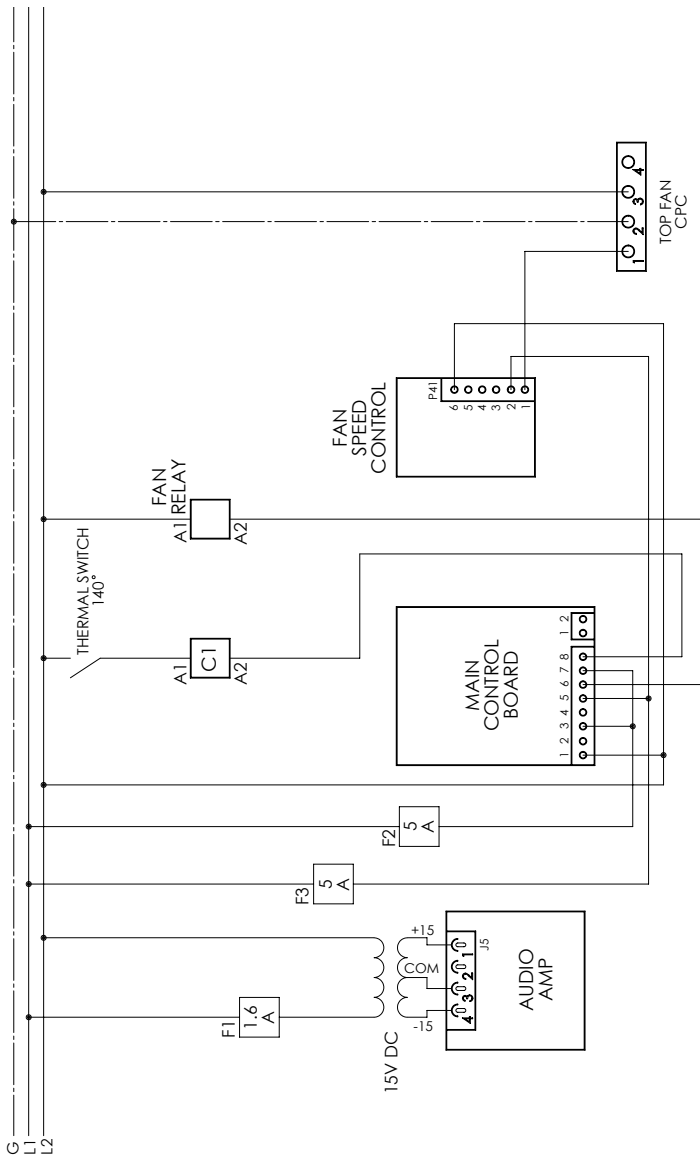 G
L1
L2
F1
1.6
A
15V DC
+15
COM
-15
4 3 2 1
J5
AUDIO
AMP
F3
5
A
F2
5
A
THERMAL SWITCH
140°
A1
C1
A2
MAIN
CONTROL
BOARD
1 2 3 4 5 6 7 8
1 2
FAN
RELAY
A1
A2
FAN
SPEED
CONTROL
P41
6
5
4
3
2
1
1 2 3 4
TOP FAN
CPC